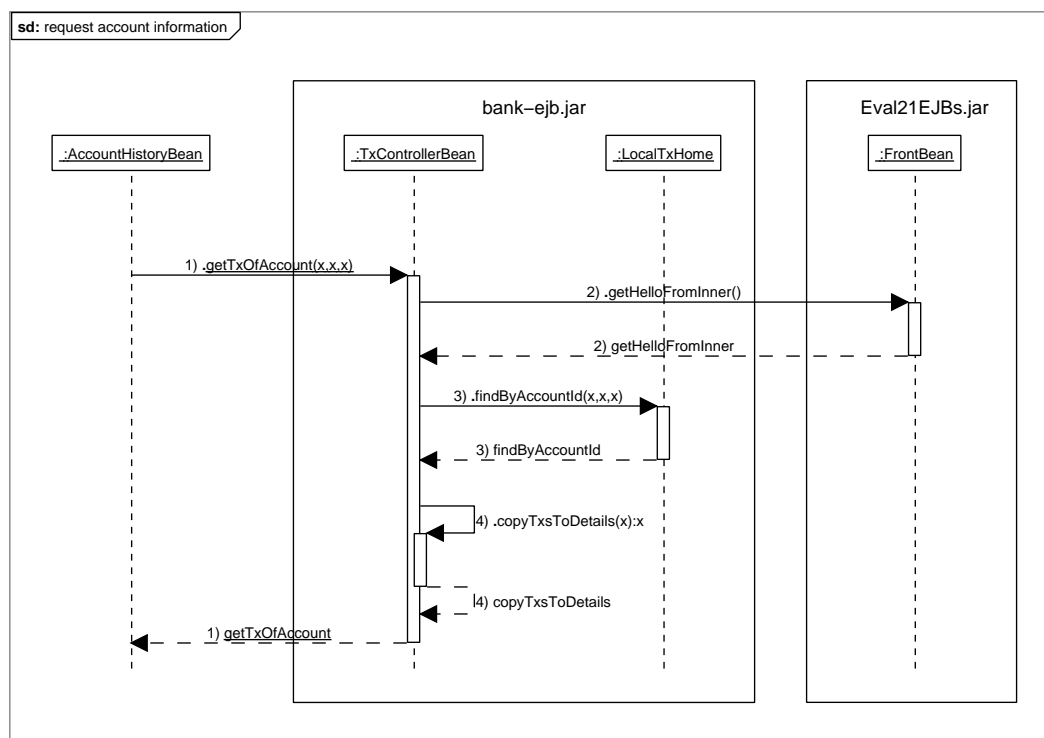 sd: request account information
bank-ejb.jar
Eval21EJBs.jar
:AccountHistoryBean
:TxControllerBean
:LocalTxHome
:FrontBean
1) .getTxOfAccount(x,x,x)
2) .getHelloFromInner()
2) getHelloFromInner
3) .findByAccountId(x,x,x)
3) findByAccountId
4) .copyTxsToDetails(x):x
4) copyTxsToDetails
1) getTxOfAccount